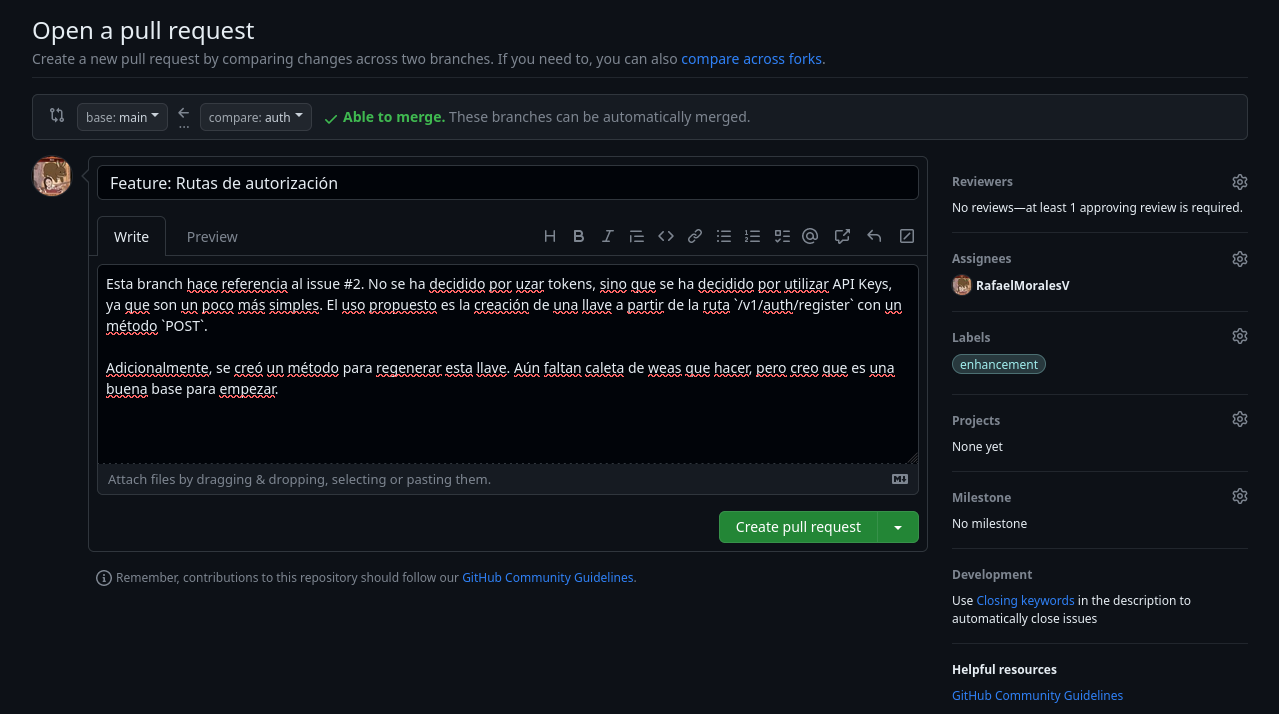 Open a pull request
Create a new pull request by comparing changes across two branches. If you need to, you can also compare across forks.
base: main
compare: auth
Able to merge. These branches can be automatically merged.
Feature: Rutas de autorización
Write Preview
Esta branch hace referencia al issue #2. No se ha decidido por uzar tokens, sino que se ha decidido por utilizar API Keys,
ya que son un poco más simples. El uso propuesto es la creación de una llave a partir de la ruta `/v1/auth/register` con un
método `POST`.
Adicionalmente, se creó un método para regenerar esta llave. Aún faltan caleta de weas que hacer, pero creo que es una
buena base para empezar.
Attach files by dragging & dropping, selecting or pasting them.
Create pull request
Remember, contributions to this repository should follow our GitHub Community Guidelines.
Reviewers
No reviews—at least 1 approving review is required.
Assignees
RafaelMoralesV
Labels
enhancement
Projects
None yet
Milestone
No milestone
Development
Use Closing keywords in the description to
automatically close issues
Helpful resources
GitHub Community Guidelines